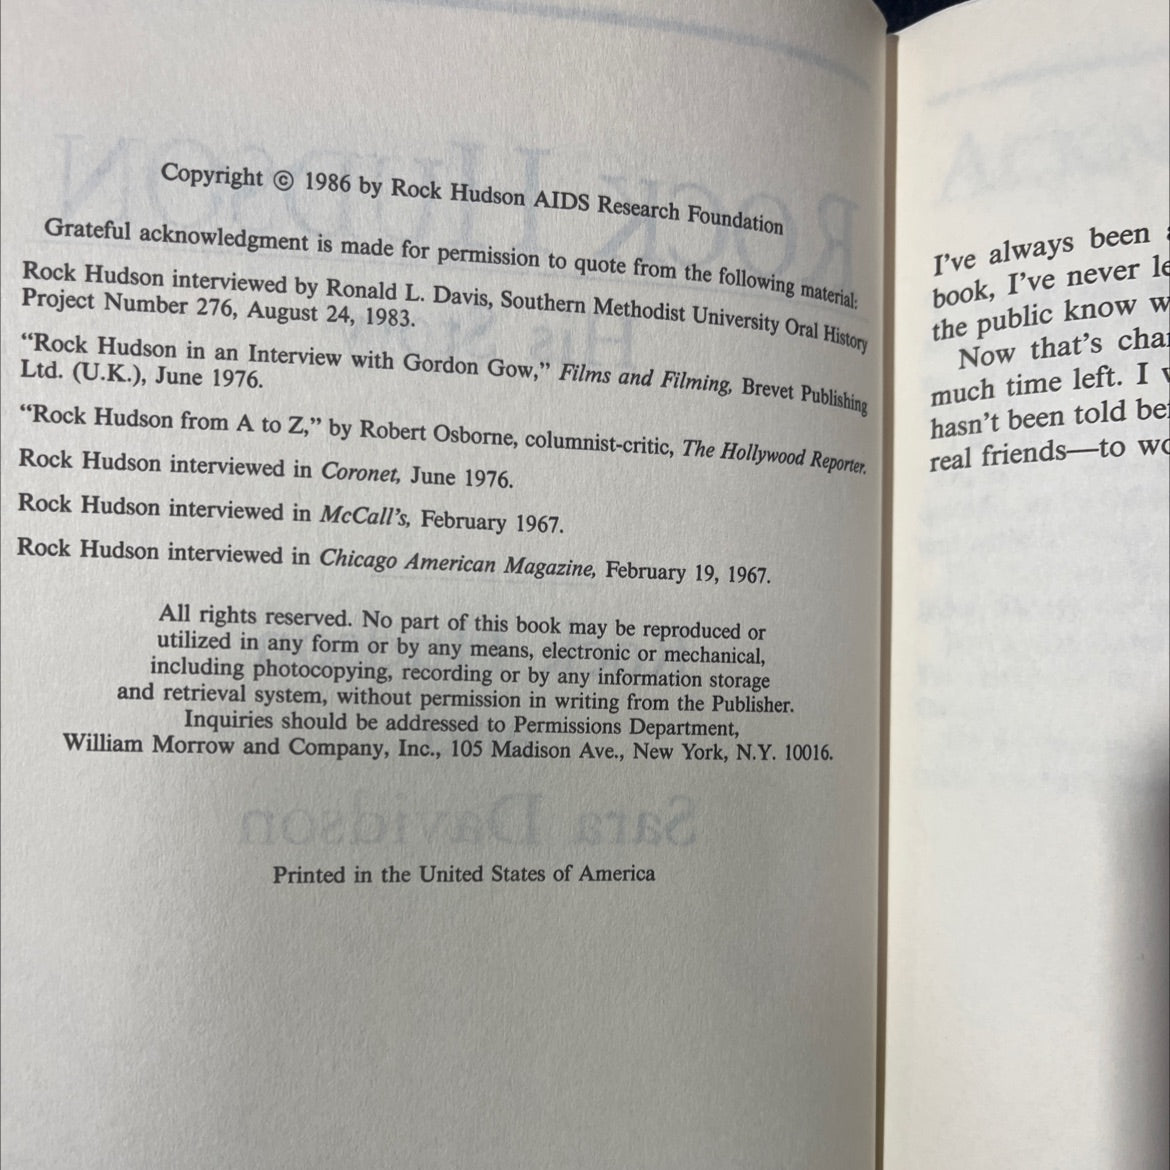 Copyright © 1986 by Rock Hudson AIDS Research Foundation
Grateful acknowledgment is made for permission to quote from the following material:
Rock Hudson interviewed by Ronald L. Davis, Southern Methodist University Oral History
Project Number 276, August 24, 1983.
“Rock Hudson in an Interview with Gordon Gow,” Films and Filming, Brevet Publishing
Ltd. (U.K.), June 1976.
“Rock Hudson from A to Z,” by Robert Osborne, columnist-critic, The Hollywood Reporter.
Rock Hudson interviewed in Coronet, June 1976.
Rock Hudson interviewed in McCall’s, February 1967.
Rock Hudson interviewed in Chicago American Magazine, February 19, 1967.
All rights reserved. No part of this book may be reproduced or
utilized in any form or by any means, electronic or mechanical,
including photocopying, recording or by any information storage
and retrieval system, without permission in writing from the Publisher.
Inquiries should be addressed to Permissions Department,
William Morrow and Company, Inc., 105 Madison Ave., New York, N.Y. 10016.
Sara Davidson
Printed in the United States of America
I’ve always been
book, I’ve never
the public know
Now that’s
much time left. I
hasn’t been told
real friends—to